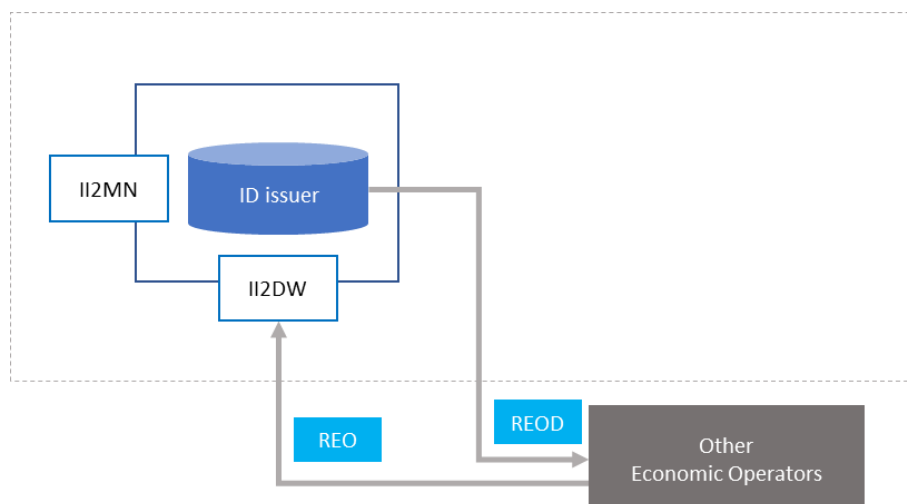 ID issuer
II2MN
II2DW
REO
REOD
Other
Economic Operators